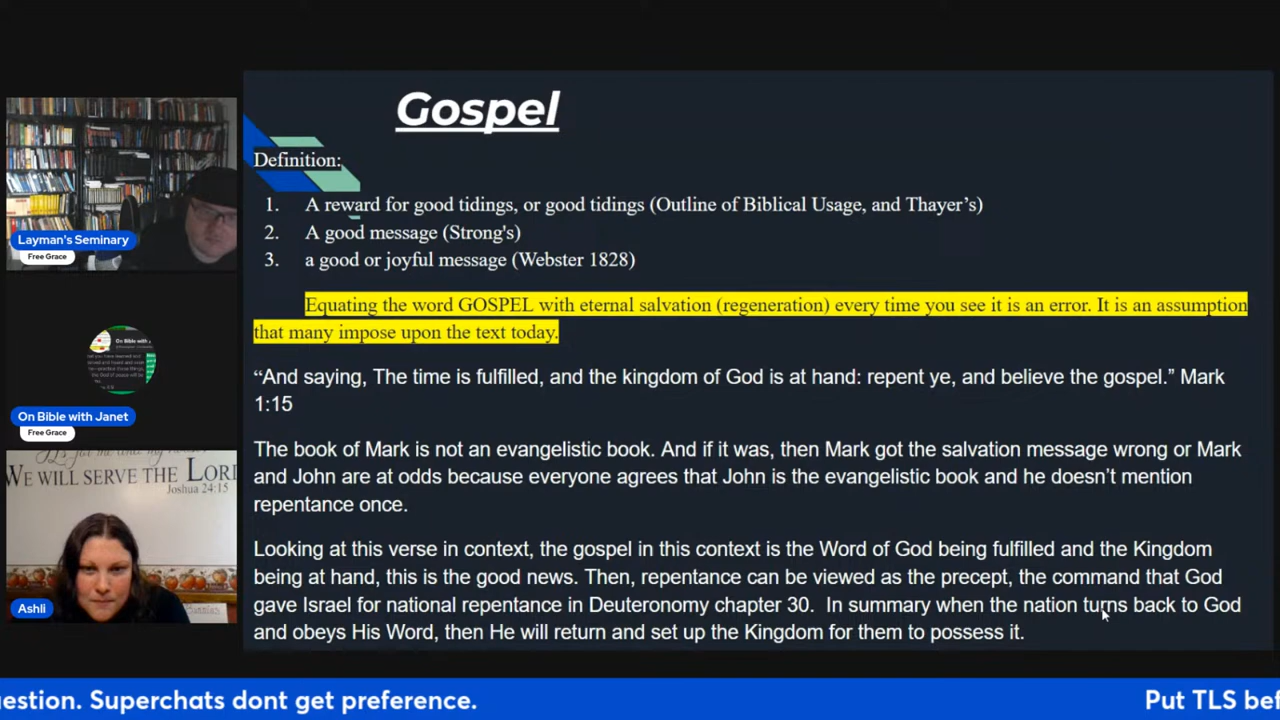 Gospel
Definition:
1. A reward for good tidings, or good tidings (Outline of Biblical Usage, and Thayer's)
2. A good message (Strong's)
3. a good or joyful message (Webster 1828)
Equating the word GOSPEL with eternal salvation (regeneration) every time you see it is an error. It is an assumption
that many impose upon the text today.
“And saying, The time is fulfilled, and the kingdom of God is at hand: repent ye, and believe the gospel.” Mark
1:15
The book of Mark is not an evangelistic book. And if it was, then Mark got the salvation message wrong or Mark
and John are at odds because everyone agrees that John is the evangelistic book and he doesn’t mention
repentance once.
Looking at this verse in context, the gospel in this context is the Word of God being fulfilled and the Kingdom
being at hand, this is the good news. Then, repentance can be viewed as the precept, the command that God
gave Israel for national repentance in Deuteronomy chapter 30. In summary when the nation turns back to God
and obeys His Word, then He will return and set up the Kingdom for them to possess it.
Layman's Seminary
Free Grace
On Bible with J
On Bible with Janet
Free Grace
WE WILL SERVE THE LORD
Joshua 24:15
Ashli
estion. Superchats dont get preference.
Put TLS bef